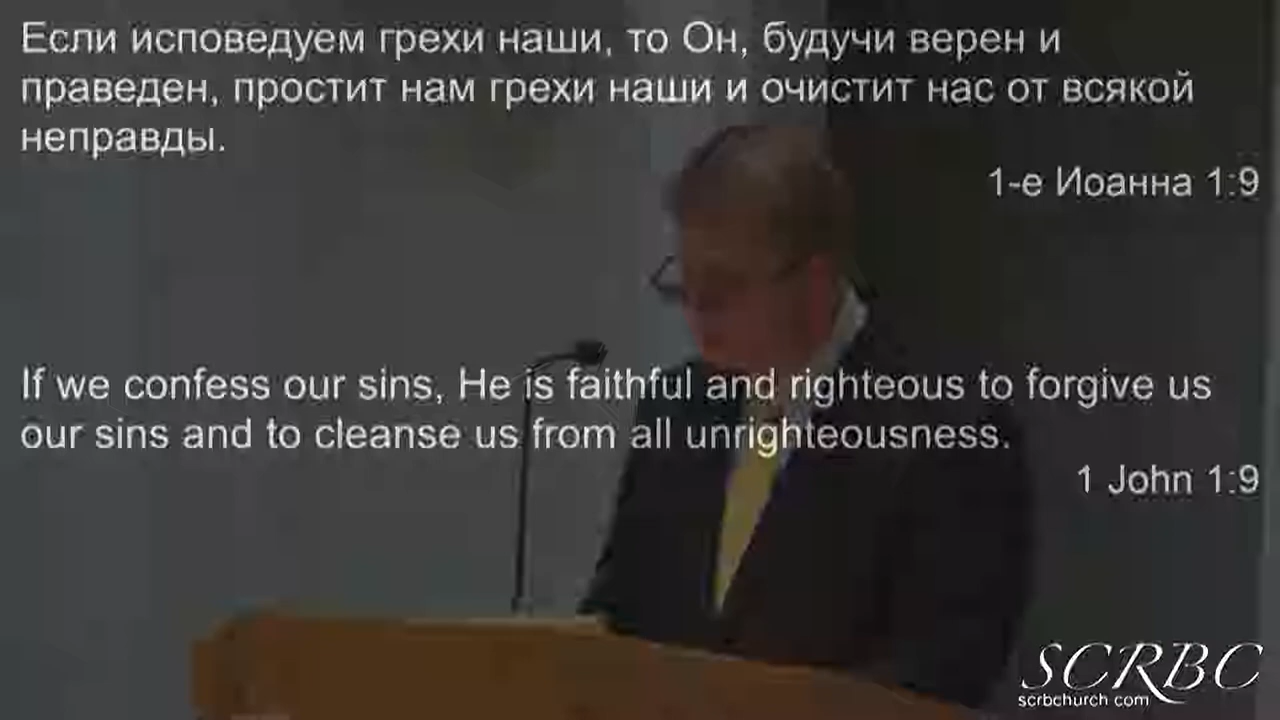 Если исповедуем грехи наши, то Он, будучи верен и
праведен, простит нам грехи наши и очистит нас от всякой
неправды.
1-е Иоанна 1:9
If we confess our sins, He is faithful and righteous to forgive us
our sins and to cleanse us from all unrighteousness.
1 John 1:9
SCRBC
scrbchurch.com